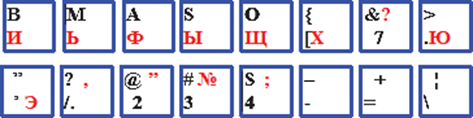 В М А S О { &? >
И Ь Ф Ы Щ [Х 7 .Ю
” ? , @ ” # № S ; – + ¦
’ Э /. 2 3 4 - = \